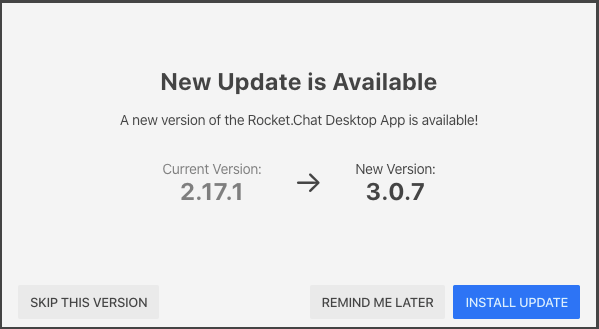 New Update is Available
A new version of the Rocket.Chat Desktop App is available!
Current Version: New Version:
2.17.1 → 3.0.7
SKIP THIS VERSION REMIND ME LATER INSTALL UPDATE